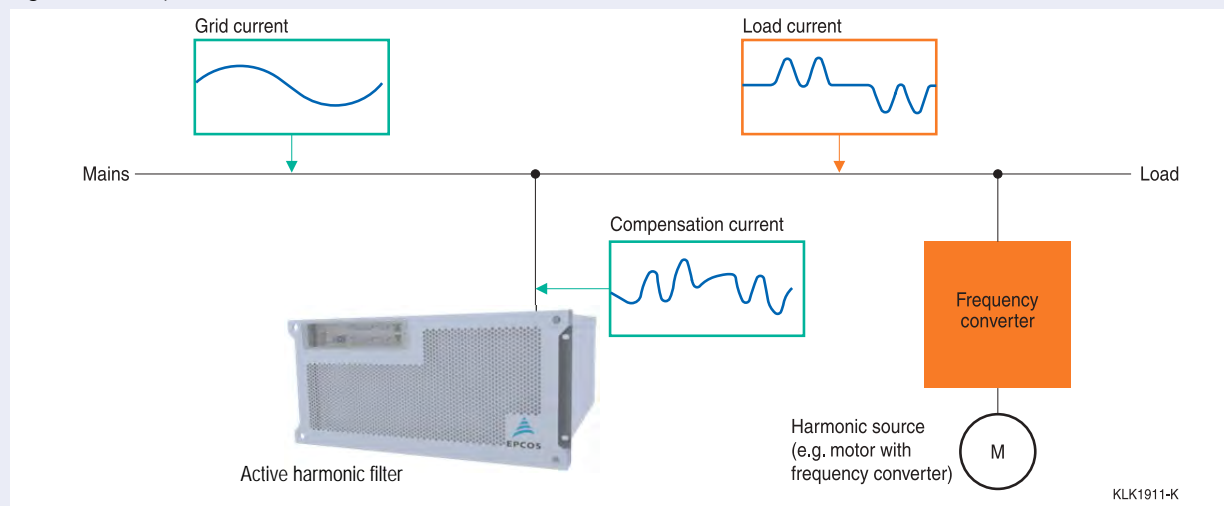 Grid current
Load current
Mains
Load
Compensation current
Frequency
converter
EPCOS
Harmonic source
(e.g. motor with
frequency converter)
M
Active harmonic filter
KLK1911-K